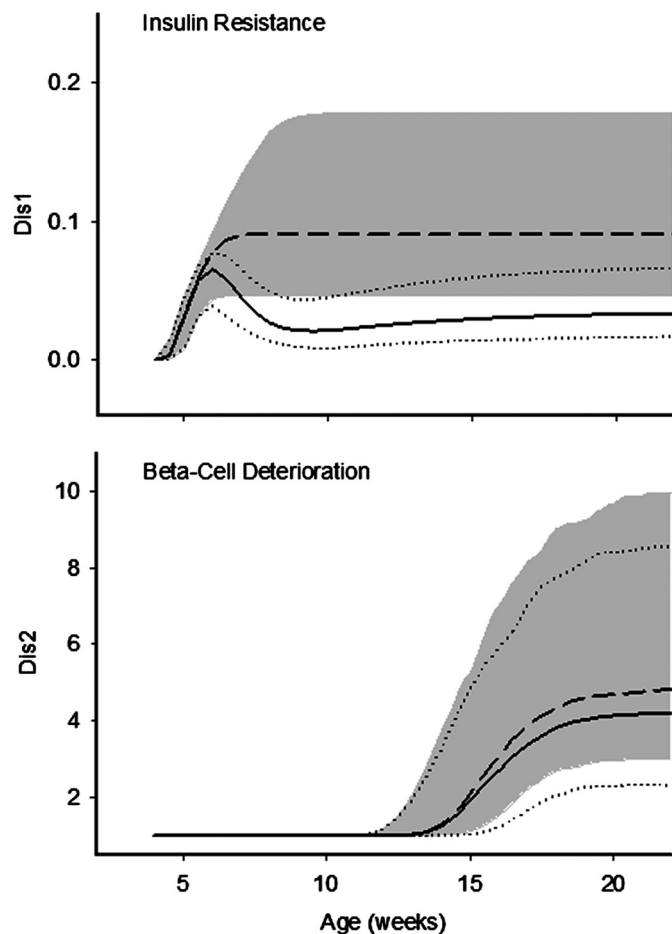 Insulin Resistance
0.2
0.1
0.0
Dis1
Beta-Cell Deterioration
10
8
6
4
2
Dis2
5
10
15
20
Age (weeks)